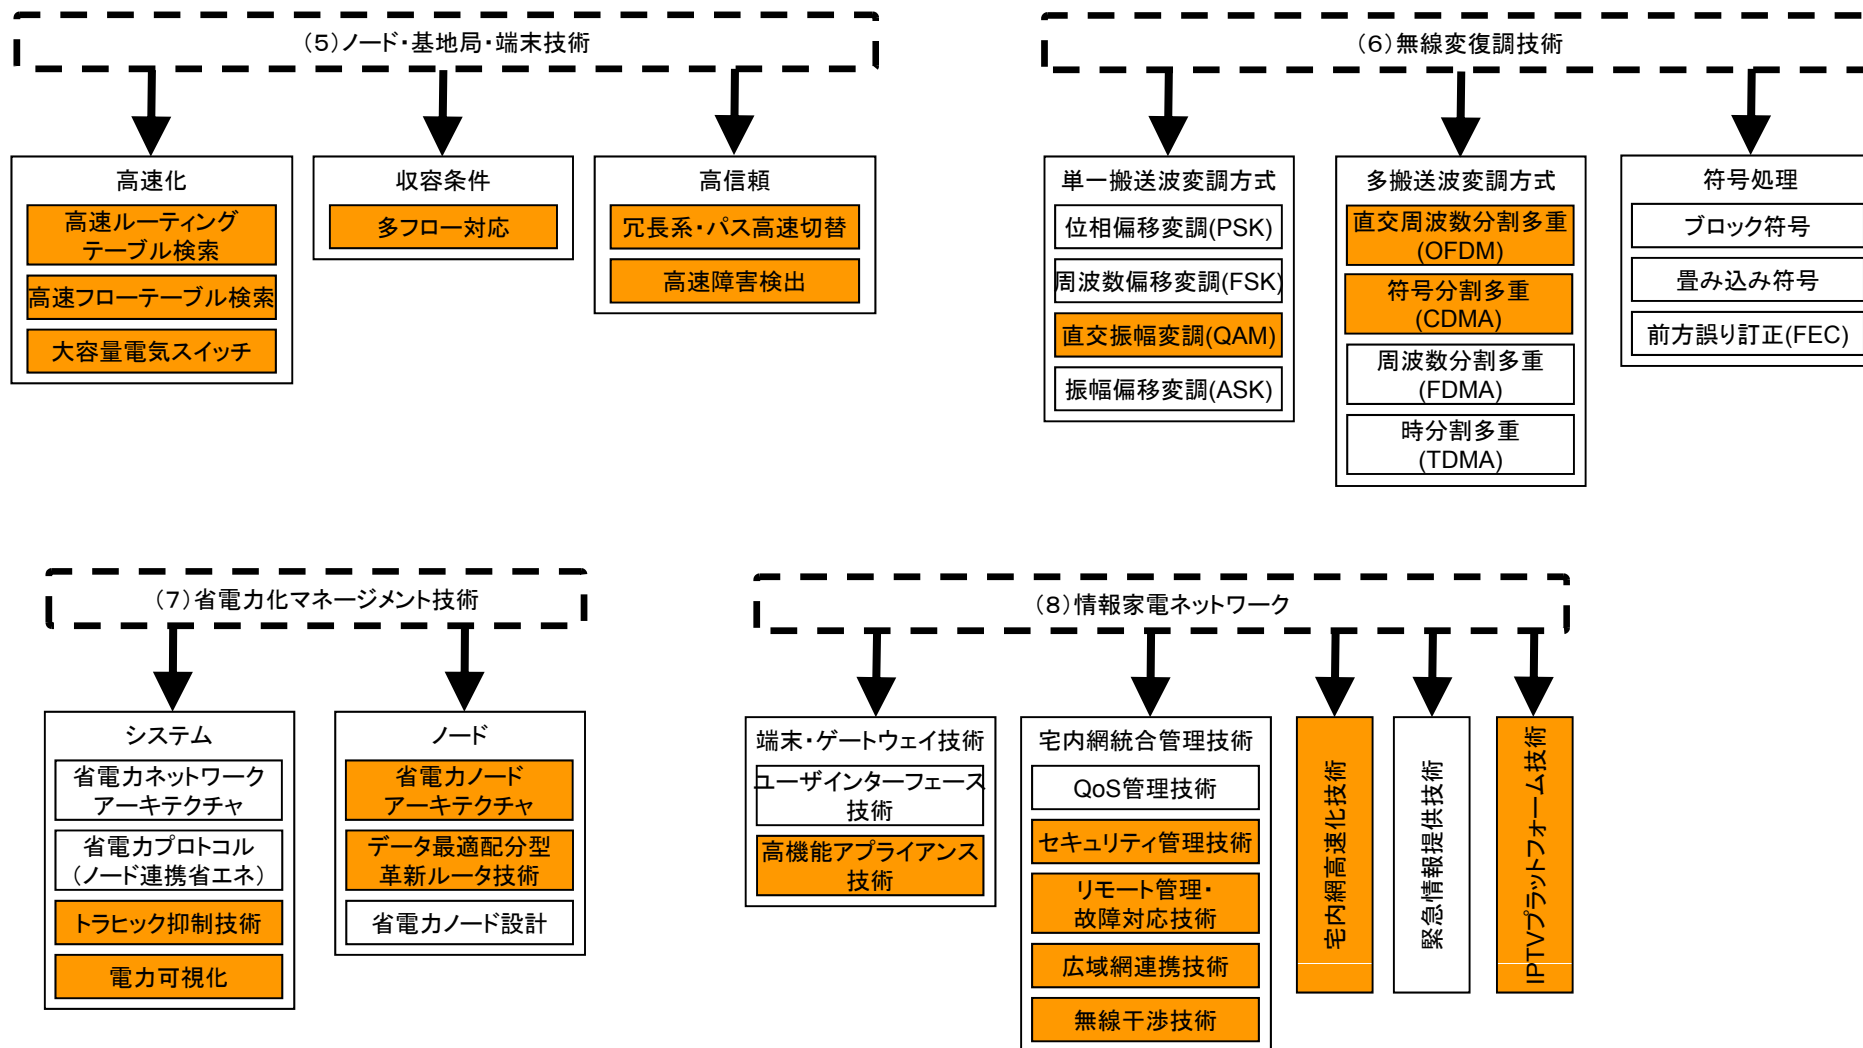 (5)ノード・基地局・端末技術
高速化
高速ルーティング
テーブル検索
高速フローテーブル検索
大容量電気スイッチ
収容条件
多フロー対応
高信頼
冗長系・パス高速切替
高速障害検出
(6)無線変復調技術
単一搬送波変調方式
位相偏移変調(PSK)
周波数偏移変調(FSK)
直交振幅変調(QAM)
振幅偏移変調(ASK)
多搬送波変調方式
直交周波数分割多重
(OFDM)
符号分割多重
(CDMA)
周波数分割多重
(FDMA)
時分割多重
(TDMA)
符号処理
ブロック符号
畳み込み符号
前方誤り訂正(FEC)
(7)省電力化マネージメント技術
システム
省電力ネットワーク
アーキテクチャ
省電力プロトコル
(ノード連携省エネ)
トラヒック抑制技術
電力可視化
ノード
省電力ノード
アーキテクチャ
データ最適配分型
革新ルータ技術
省電力ノード設計
(8)情報家電ネットワーク
端末・ゲートウェイ技術
ユーザインターフェース
技術
高機能アプライアンス
技術
宅内網統合管理技術
QoS管理技術
セキュリティ管理技術
リモート管理・
故障対応技術
広域網連携技術
無線干渉技術
宅内網高速化技術
緊急情報提供技術
IPTVプラットフォーム技術